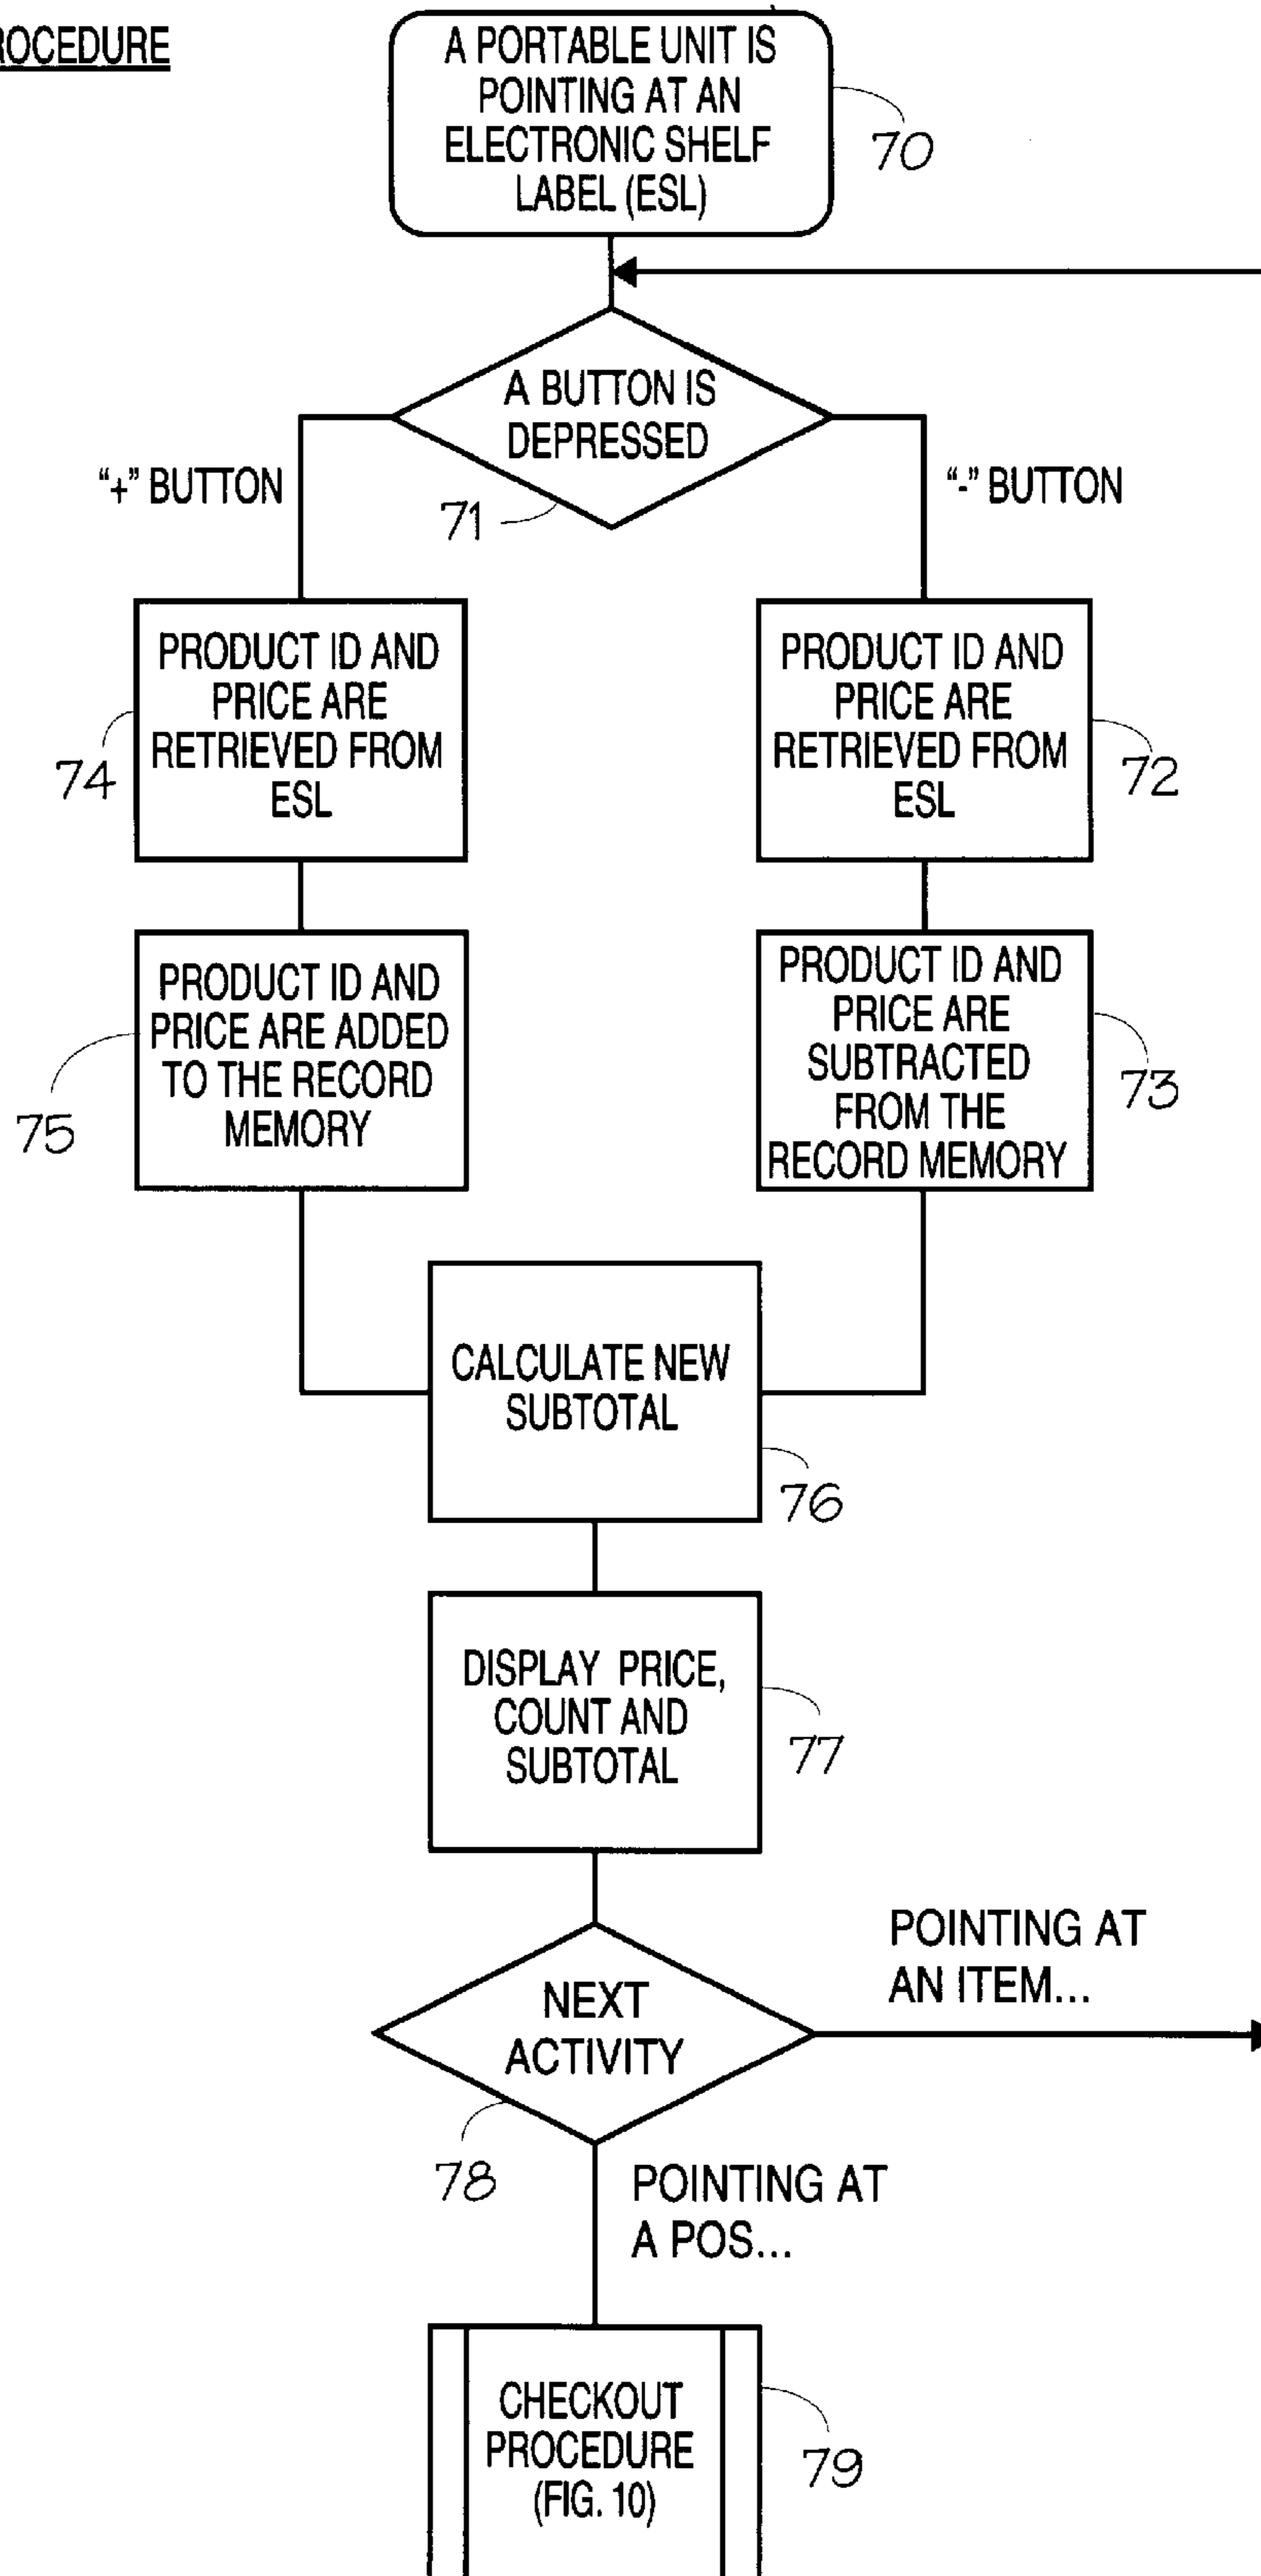 A PORTABLE UNIT IS
POINTING AT AN
ELECTRONIC SHELF
LABEL (ESL)
70
A BUTTON IS
DEPRESSED
71
"+" BUTTON
"-" BUTTON
PRODUCT ID AND
PRICE ARE
RETRIEVED FROM
ESL
74
PRODUCT ID AND
PRICE ARE
RETRIEVED FROM
ESL
72
PRODUCT ID AND
PRICE ARE ADDED
TO THE RECORD
MEMORY
75
PRODUCT ID AND
PRICE ARE
SUBTRACTED
FROM THE
RECORD MEMORY
73
CALCULATE NEW
SUBTOTAL
76
DISPLAY PRICE,
COUNT AND
SUBTOTAL
77
NEXT
ACTIVITY
78
POINTING AT
AN ITEM...
POINTING AT
A POS...
CHECKOUT
PROCEDURE
(FIG. 10)
79